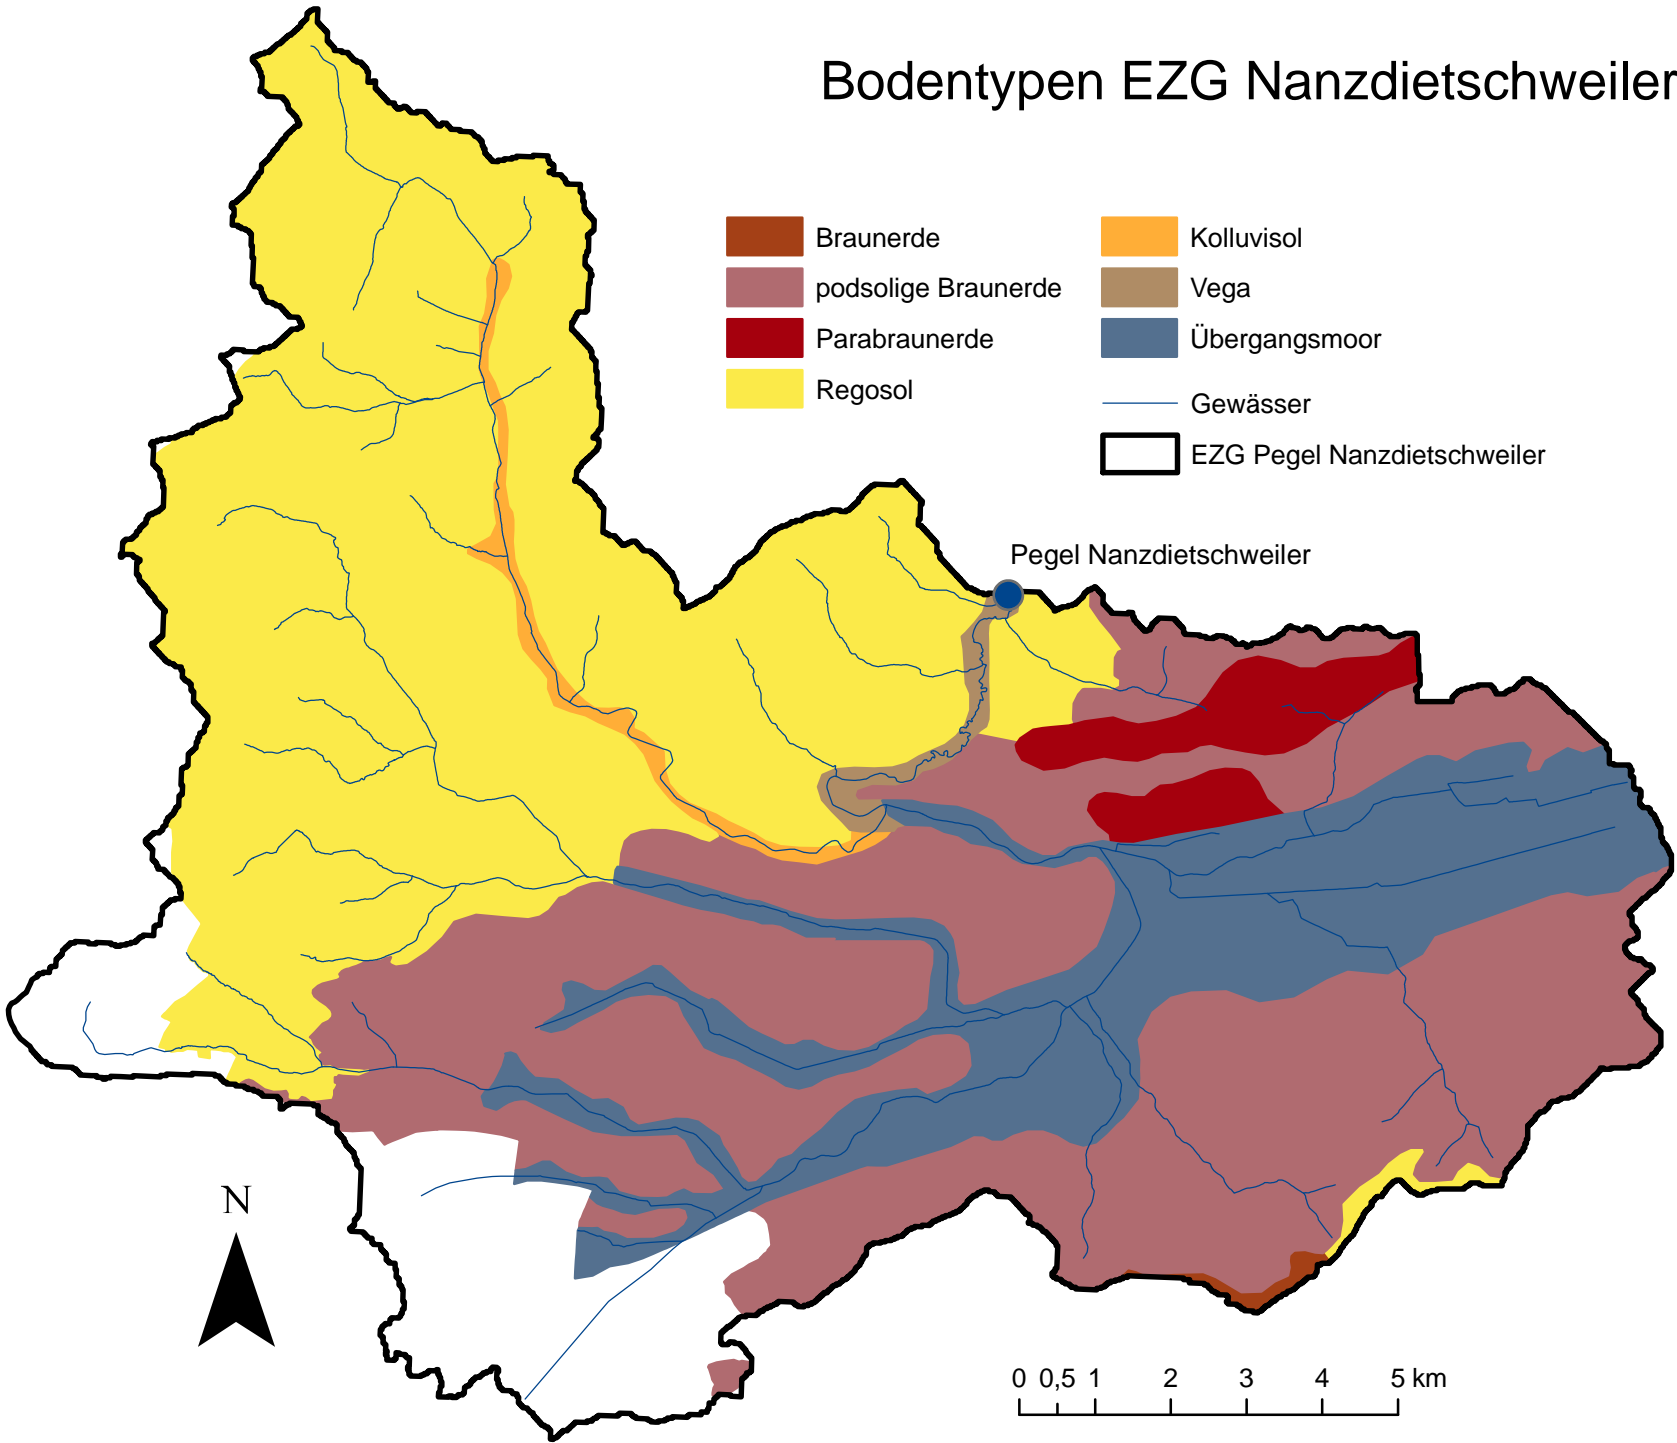 Bodentypen EZG Nanzdietschweiler
Braunerde
podsolige Braunerde
Parabraunerde
Regosol
Kolluvisol
Vega
Übergangsmoor
Gewässer
EZG Pegel Nanzdietschweiler
Pegel Nanzdietschweiler
N
0 0,5 1 2 3 4 5 km